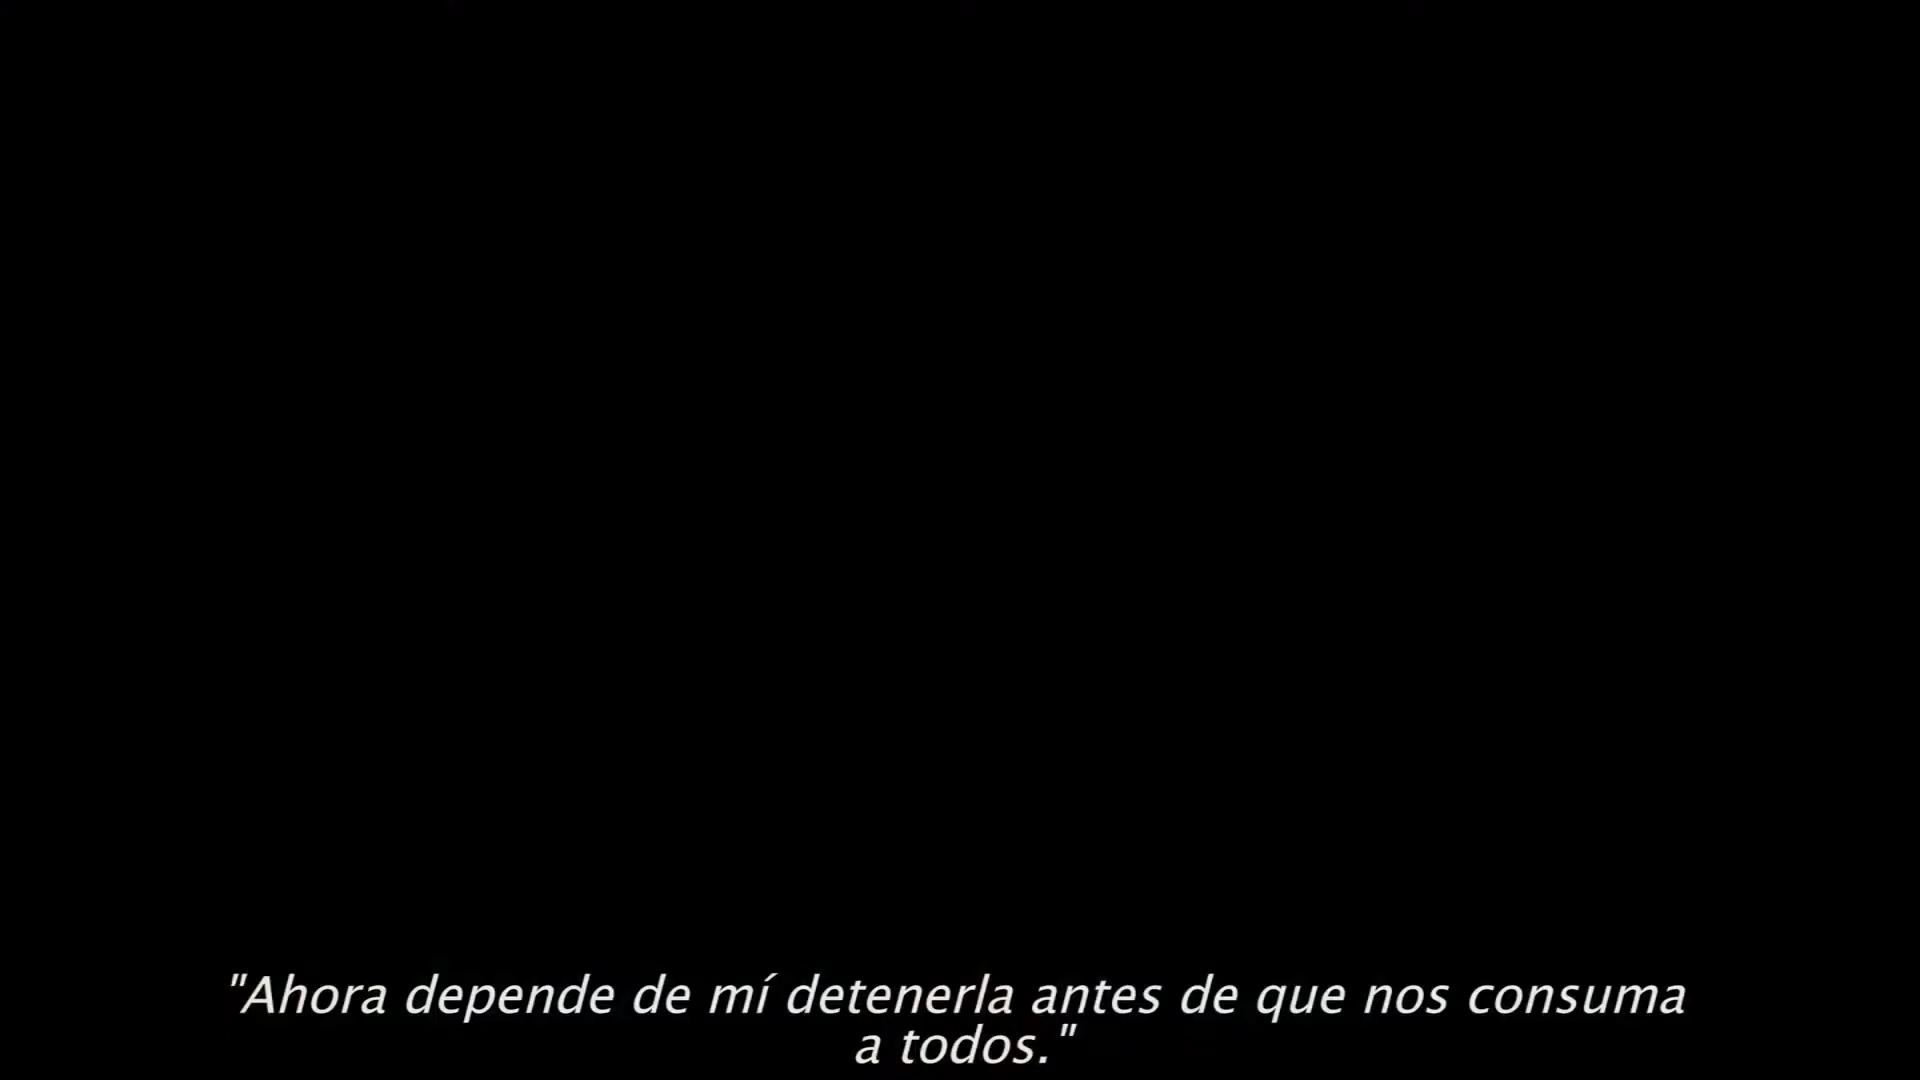 "Ahora depende de mí detenerla antes de que nos consuma
a todos."